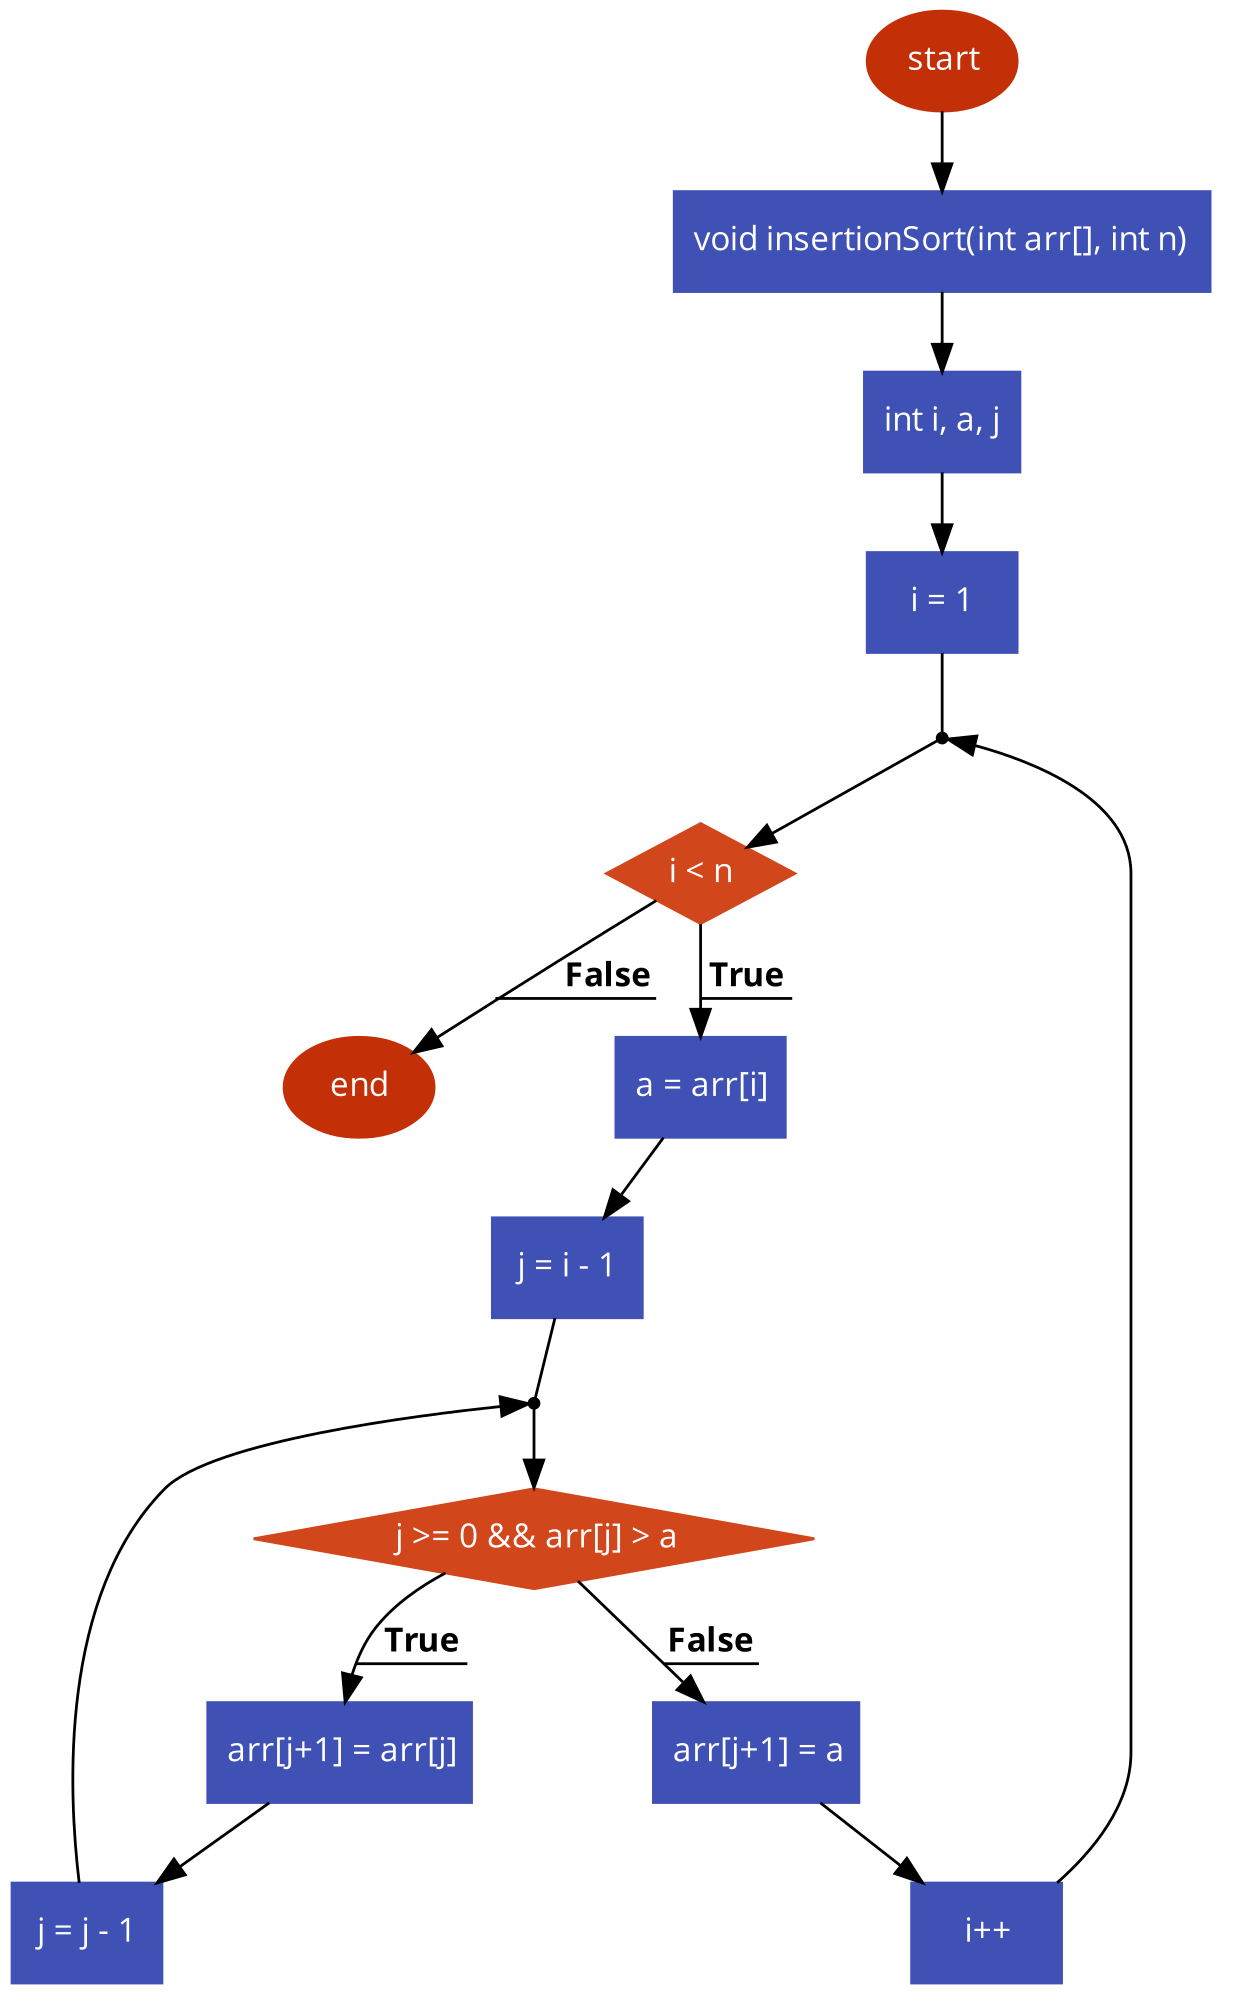 start
void insertionSort(int arr[], int n)
int i, a, j
i = 1
i < n
False
True
end
a = arr[i]
j = i - 1
j >= 0 && arr[j] > a
True
False
arr[j+1] = arr[j]
arr[j+1] = a
j = j - 1
i++